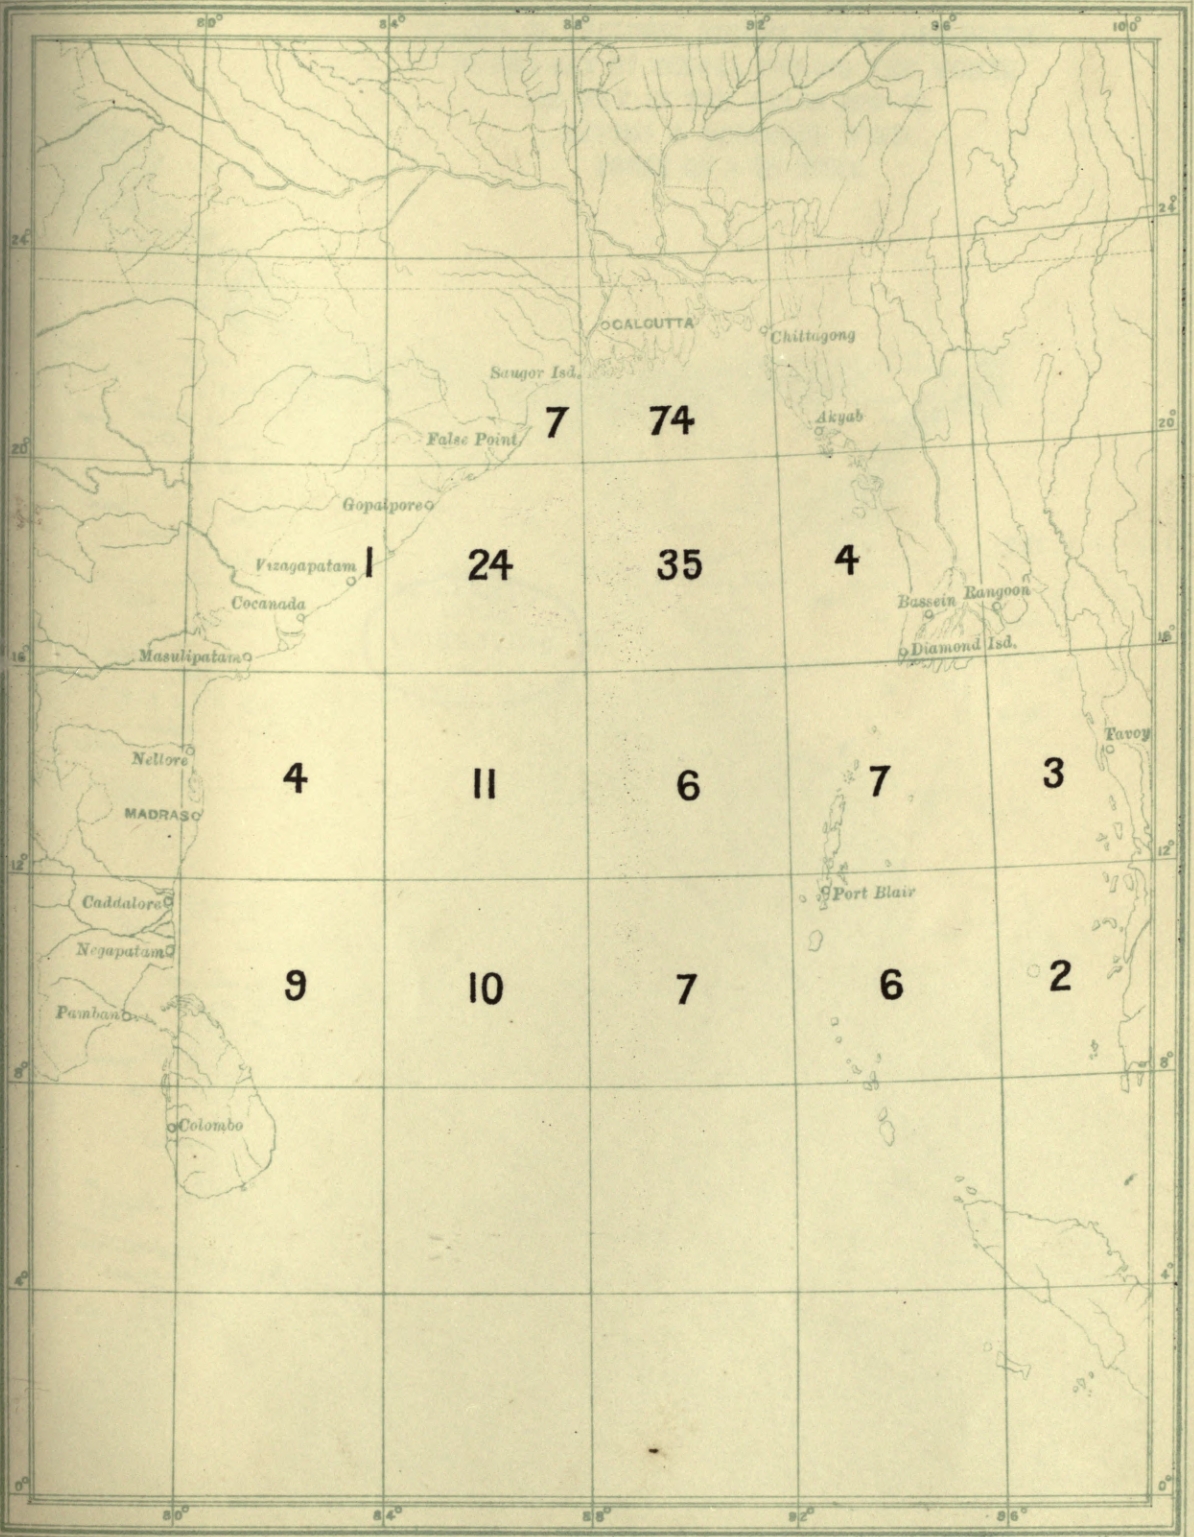 80° 84° 88° 92° 96° 100°
24°
24°
CALCUTTA
Chittagong
Saugor Isd.
7 74
Akyab
20°
False Point
20°
Gopalpore
Vizagapatam 1 24 35 4
Bassein Rangoon
Cocanada
Diamond Isd.
16°
Masulipatam
16°
Tavoy
Nellore
4 11 6 7 3
MADRAS
12°
12°
Port Blair
Caddalore
Negapatam
9 10 7 6 2
Pamban
8°
8°
Colombo
4°
4°
0°
0°
80° 84° 88° 92° 96°